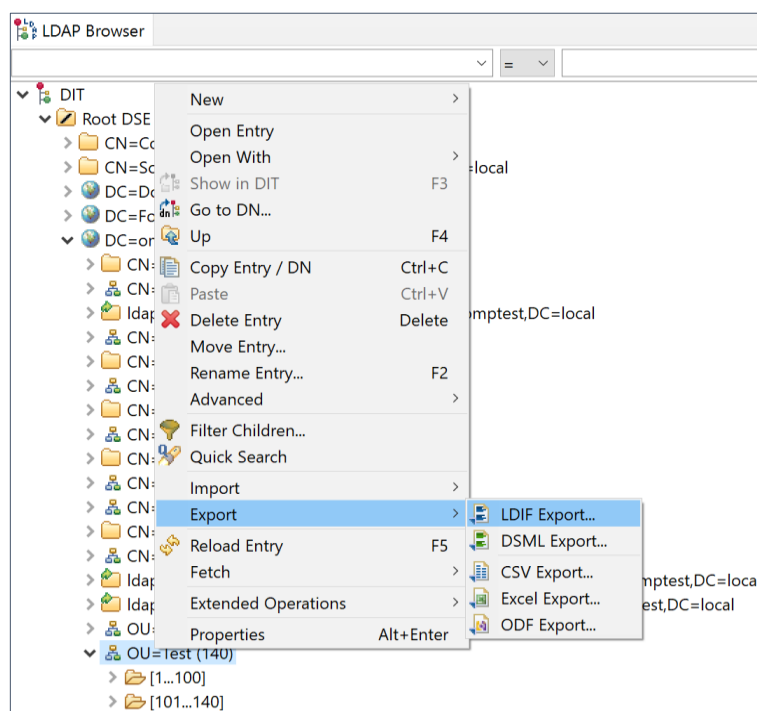 LDAP Browser
=
DIT
Root DSE
CN=Co
CN=Sc
=local
DC=Do
DC=Fo
DC=or
CN=
CN=
ldap
omptest,DC=local
CN=
CN=
CN=
CN=
CN=
CN=
CN=
CN=
CN=
CN=
ldap
mptest,DC=loca
ldap
est,DC=local
OU=
OU=Test (140)
[1...100]
[101...140]
New
Open Entry
Open With
Show in DIT F3
Go to DN...
Up F4
Copy Entry / DN Ctrl+C
Paste Ctrl+V
Delete Entry Delete
Move Entry...
Rename Entry... F2
Advanced
Filter Children...
Quick Search
Import
Export
Reload Entry F5
Fetch
Extended Operations
Properties Alt+Enter
LDIF Export...
DSML Export...
CSV Export...
Excel Export...
ODF Export...